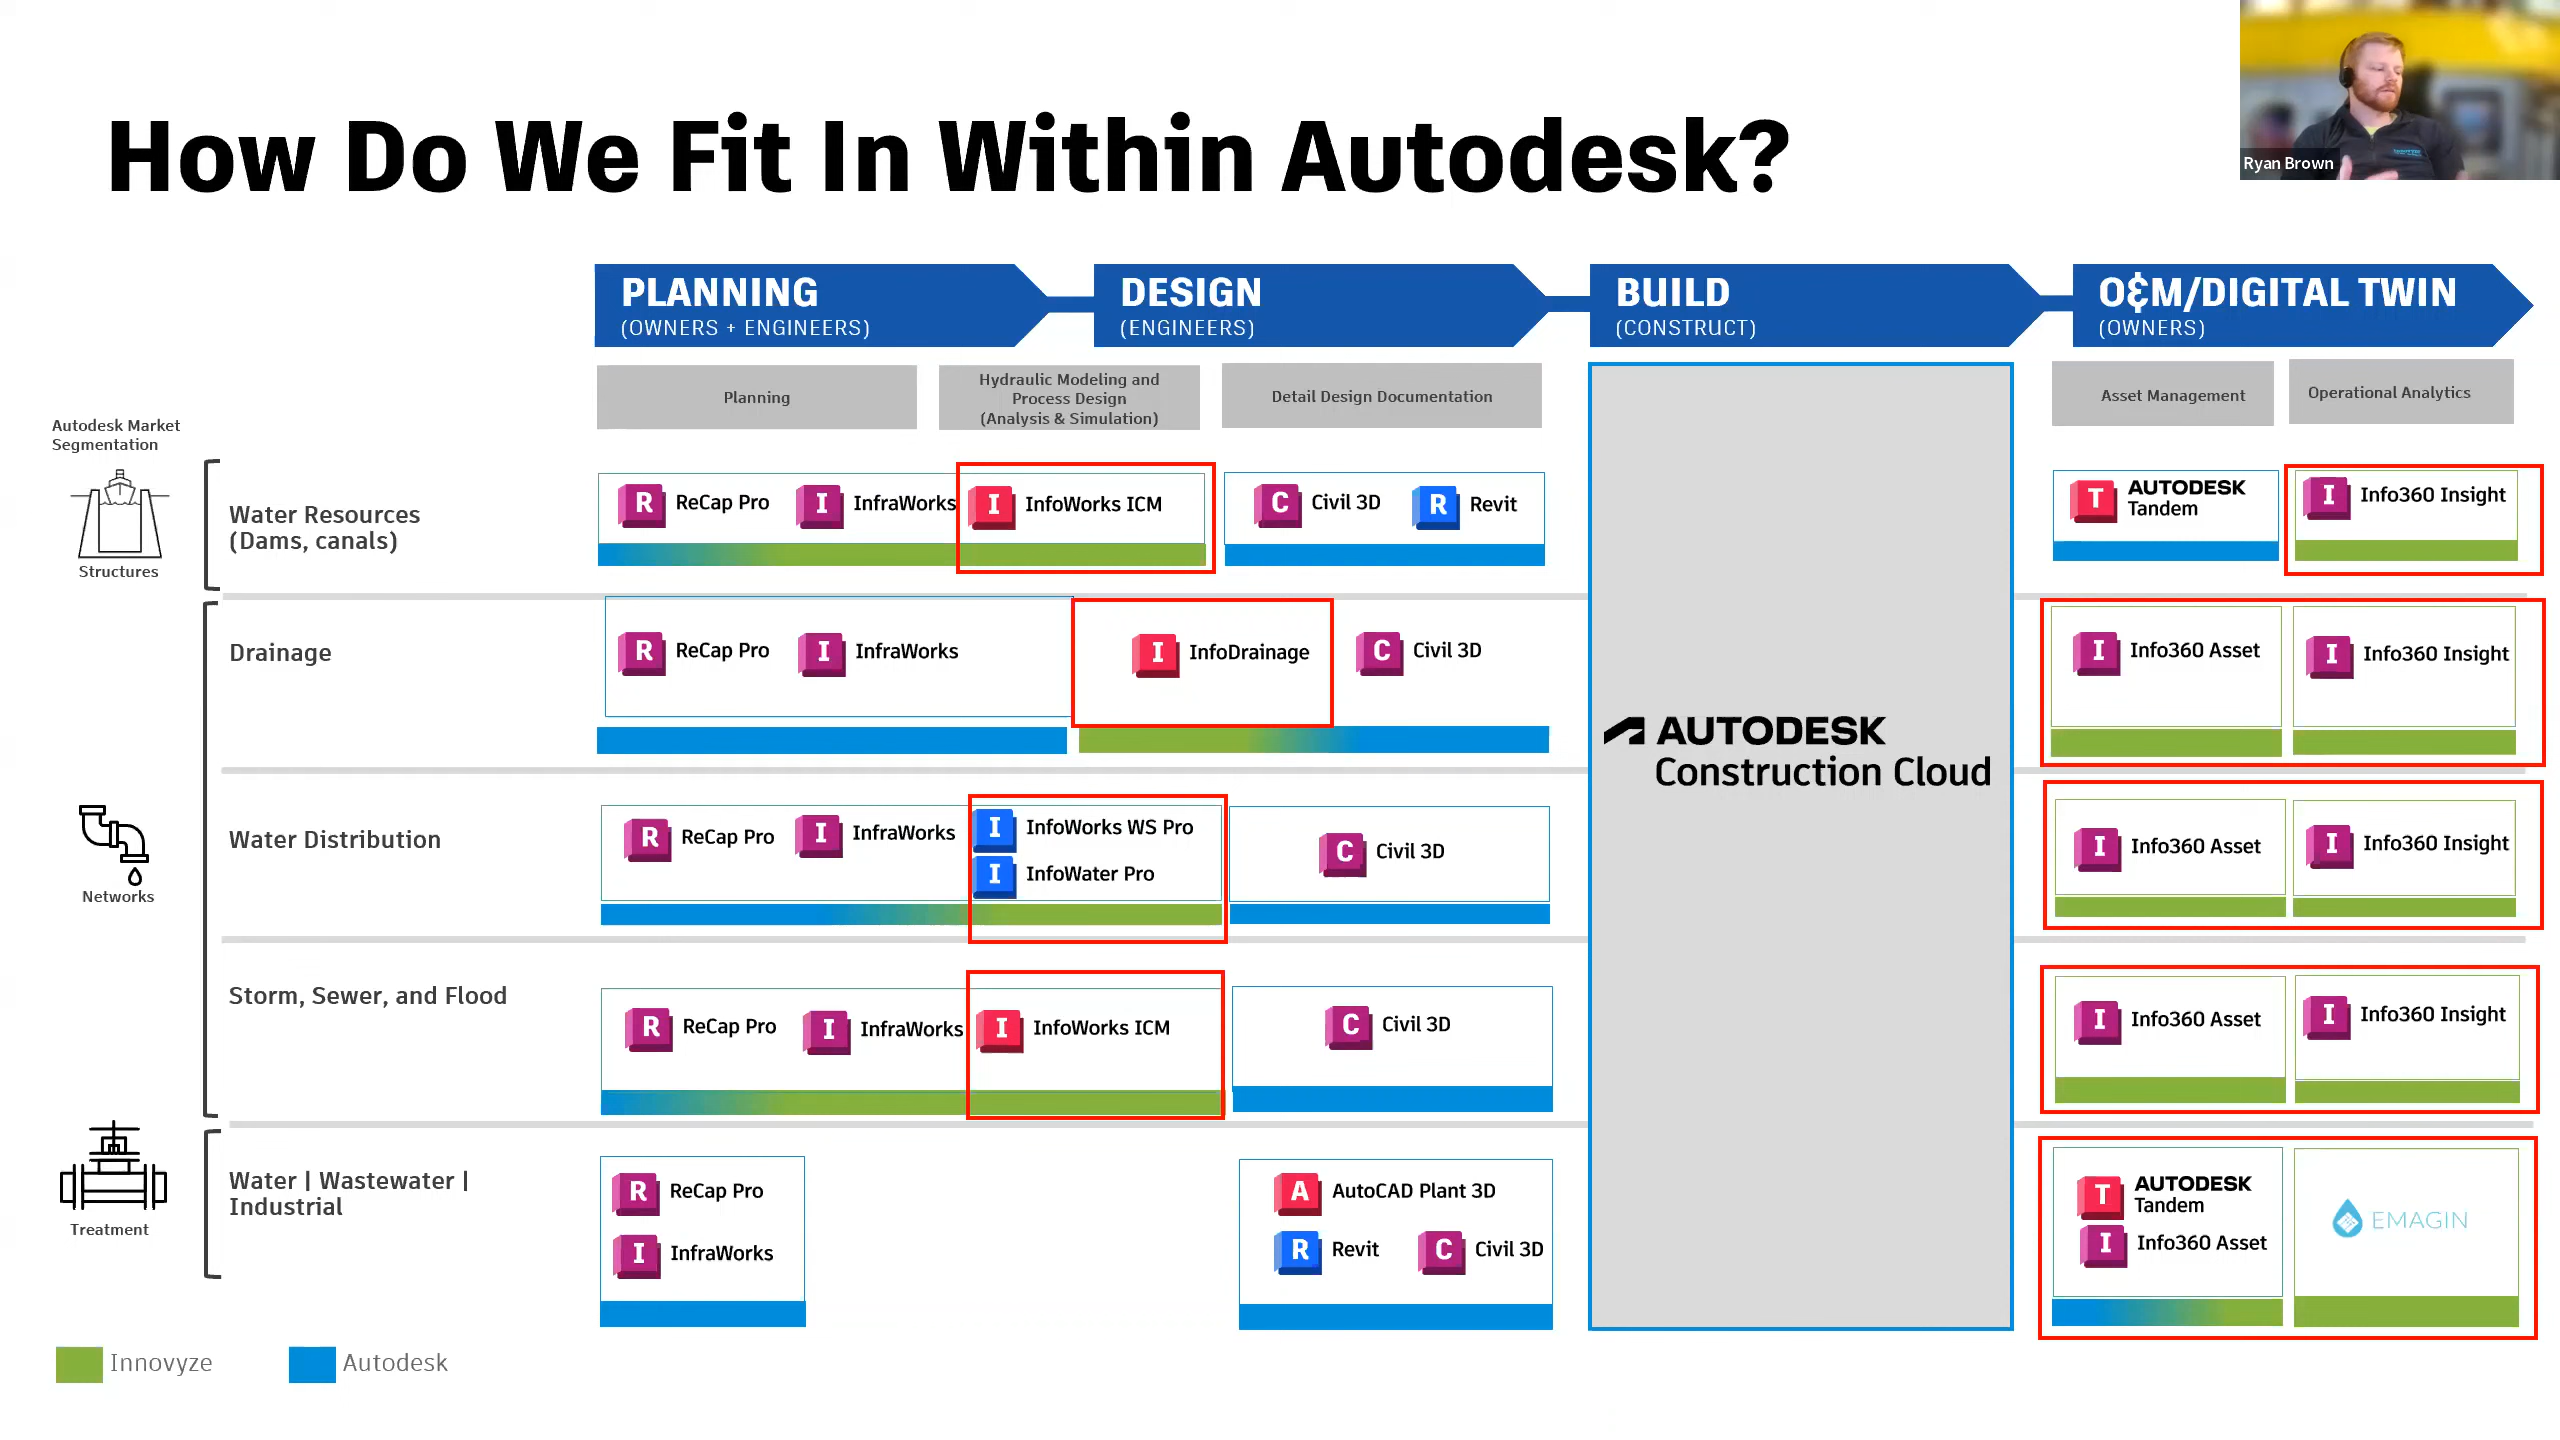 Ryan Brown
How Do We Fit In Within Autodesk?
PLANNING
(OWNERS + ENGINEERS)
DESIGN
(ENGINEERS)
BUILD
(CONSTRUCT)
O&M/DIGITAL TWIN
(OWNERS)
Planning
Hydraulic Modeling and
Process Design
(Analysis & Simulation)
Detail Design Documentation
Asset Management
Operational Analytics
Autodesk Market
Segmentation
Structures
Water Resources
(Dams, canals)
R ReCap Pro
I InfraWorks
I InfoWorks ICM
C Civil 3D
R Revit
T AUTODESK
Tandem
I Info360 Insight
Drainage
R ReCap Pro
I InfraWorks
I InfoDrainage
C Civil 3D
I Info360 Asset
I Info360 Insight
AUTODESK
Construction Cloud
Networks
Water Distribution
R ReCap Pro
I InfraWorks
I InfoWorks WS Pro
I InfoWater Pro
C Civil 3D
I Info360 Asset
I Info360 Insight
Storm, Sewer, and Flood
R ReCap Pro
I InfraWorks
I InfoWorks ICM
C Civil 3D
I Info360 Asset
I Info360 Insight
Treatment
Water | Wastewater |
Industrial
R ReCap Pro
I InfraWorks
A AutoCAD Plant 3D
R Revit
C Civil 3D
T AUTODESK
Tandem
I Info360 Asset
EMAGIN
Innovyze
Autodesk